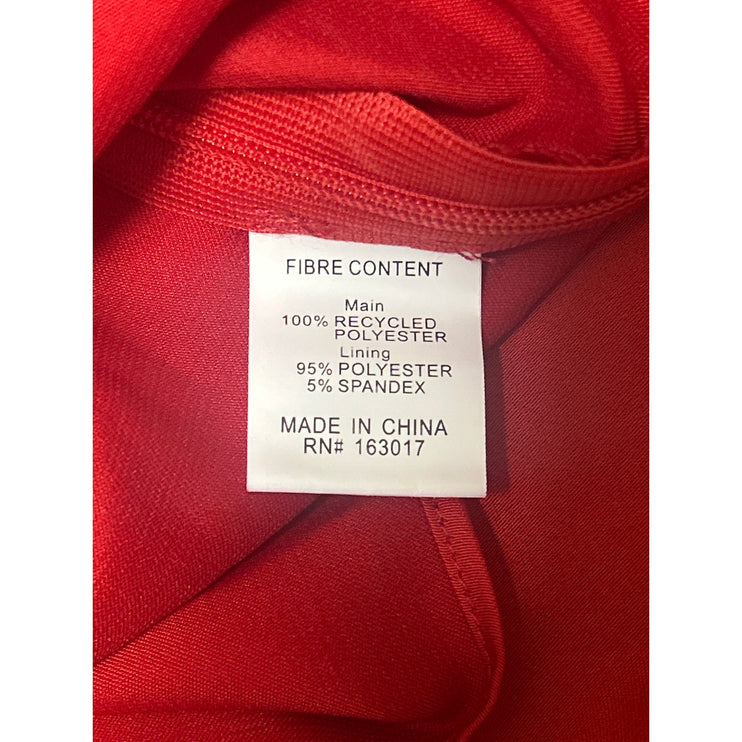 FIBRE CONTENT
Main
100% RECYCLED
POLYESTER
Lining
95% POLYESTER
5% SPANDEX
MADE IN CHINA
RN# 163017